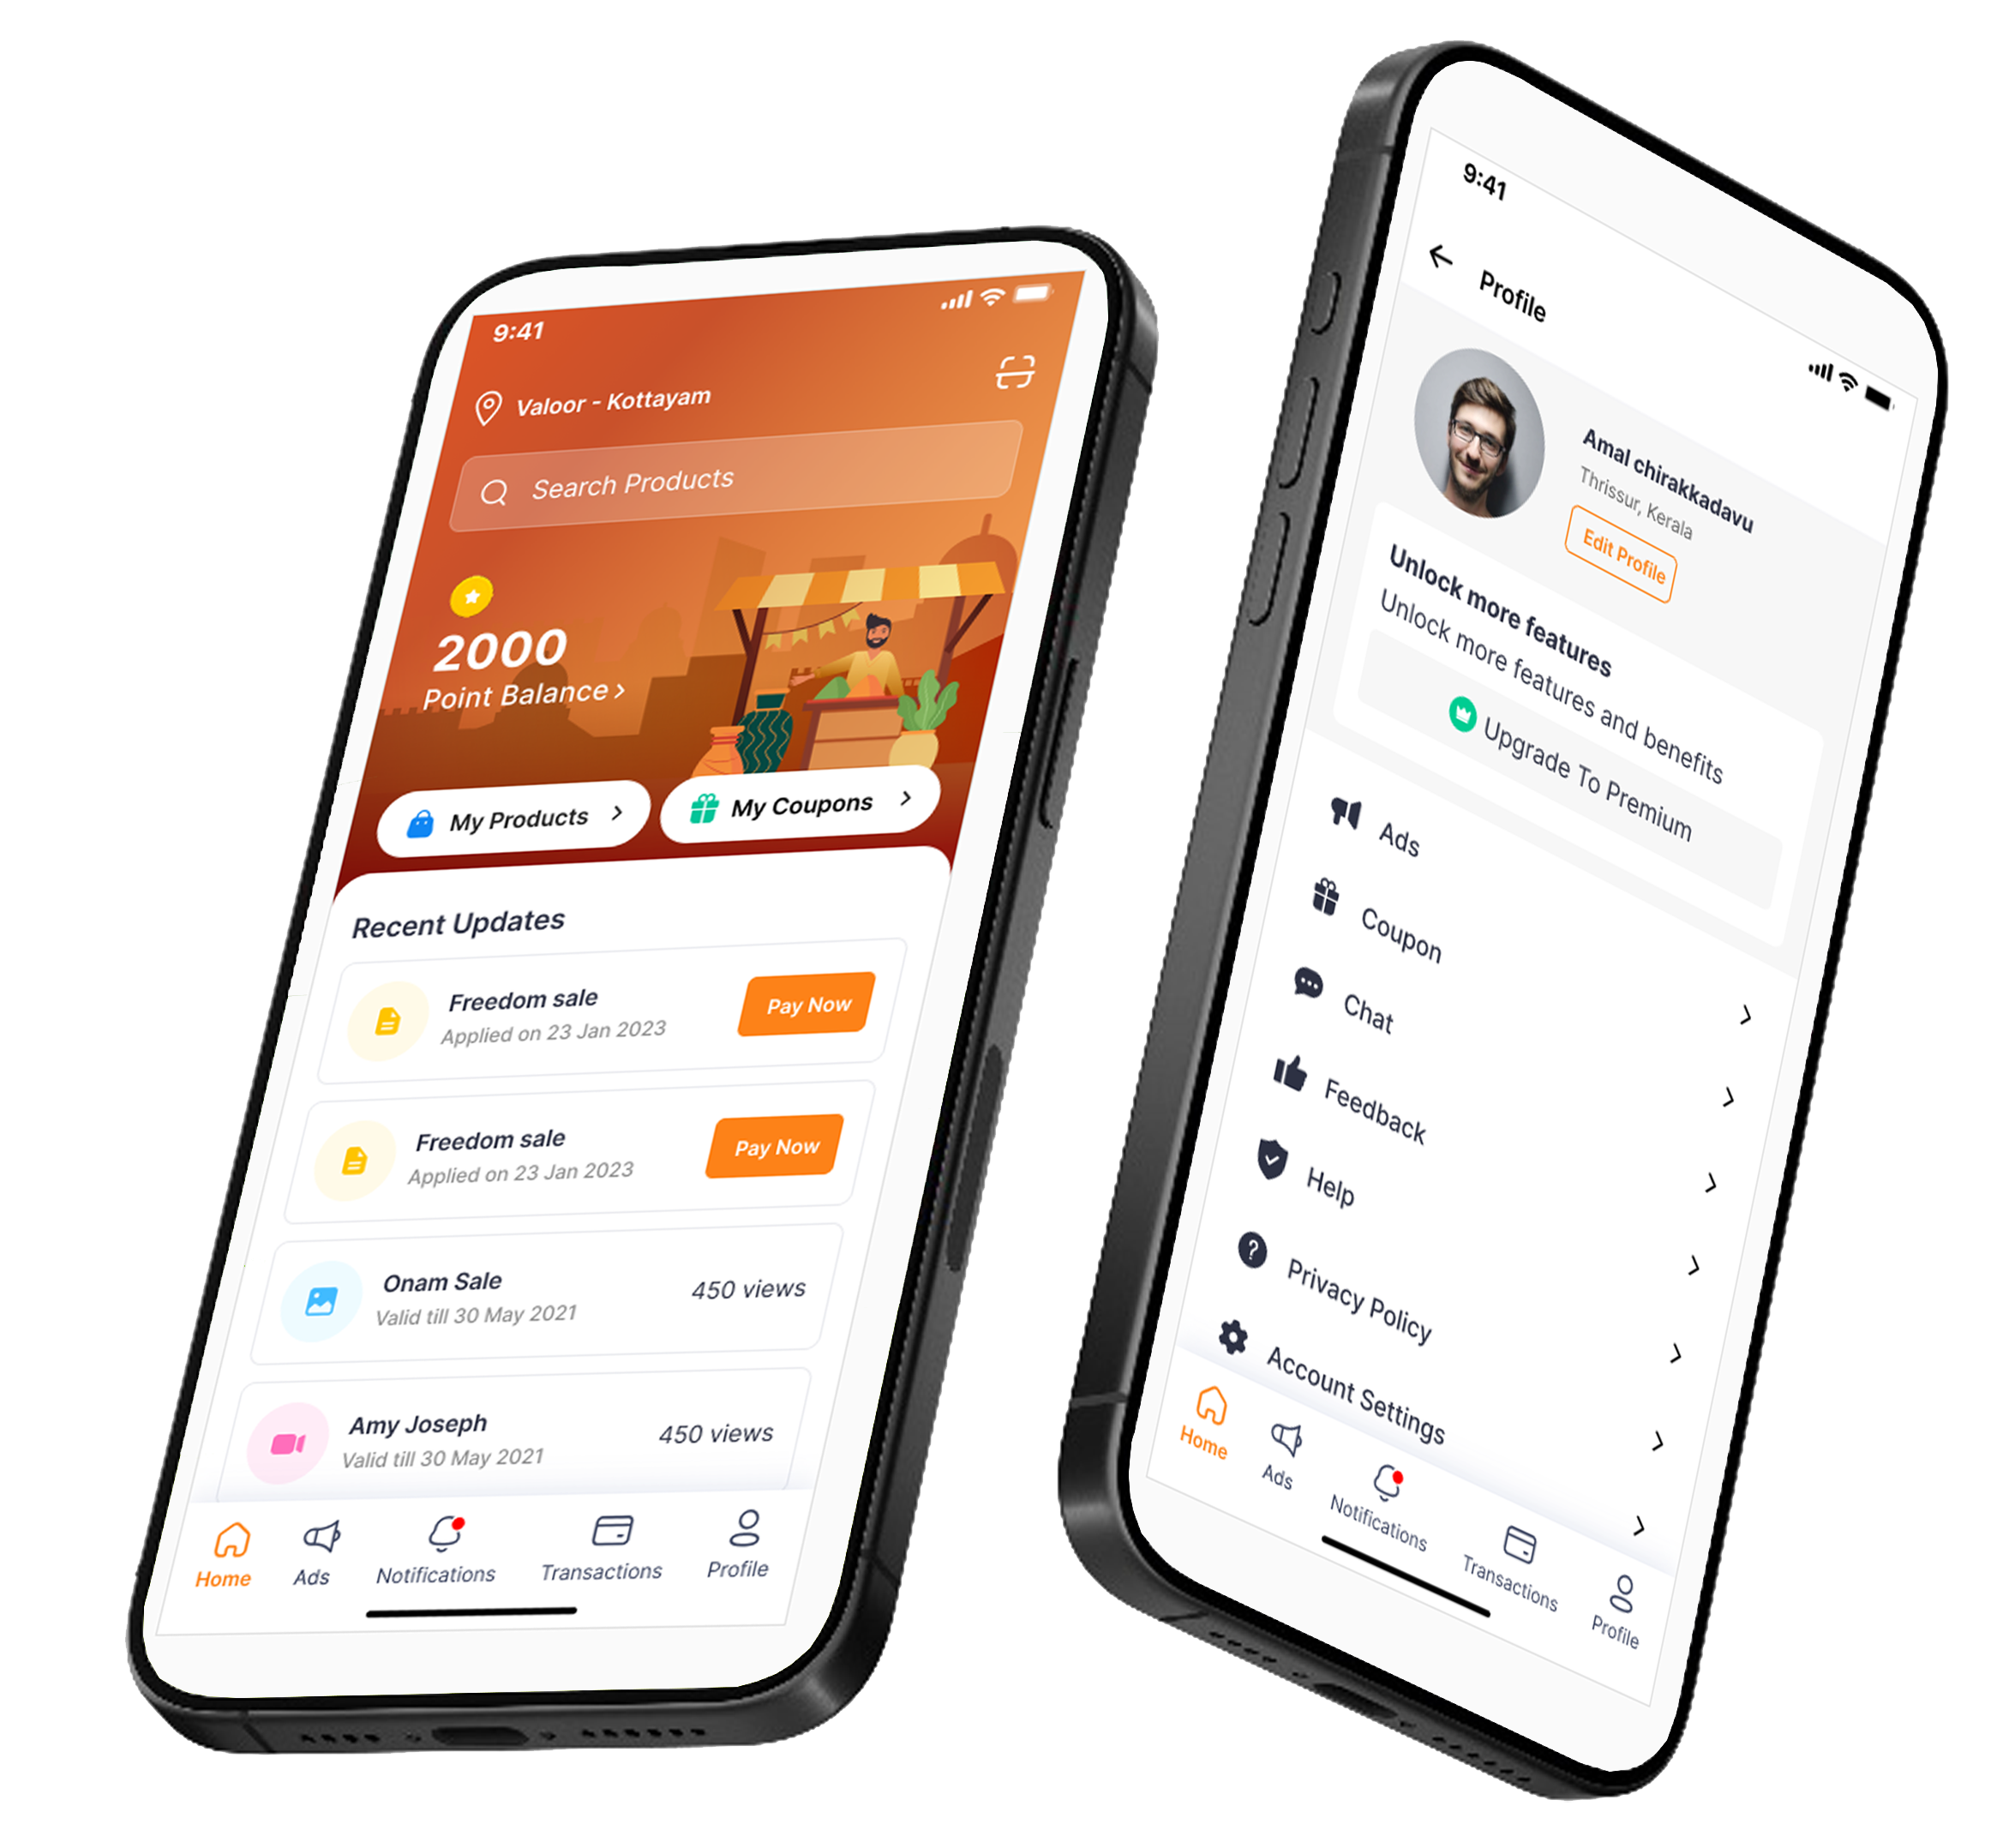 9:41
Valoor - Kottayam
Search Products
2000
Point Balance
My Products
My Coupons
Recent Updates
Freedom sale
Applied on 23 Jan 2023
Pay Now
Freedom sale
Applied on 23 Jan 2023
Pay Now
Onam Sale
Valid till 30 May 2021
450 views
Amy Joseph
Valid till 30 May 2021
450 views
Home
Ads
Notifications
Transactions
Profile
9:41
Profile
Amal chirakkadavu
Thrissur, Kerala
Edit Profile
Unlock more features
Unlock more features and benefits
Upgrade To Premium
Ads
Coupon
Chat
Feedback
Help
Privacy Policy
Account Settings
Home
Ads
Notifications
Transactions
Profile